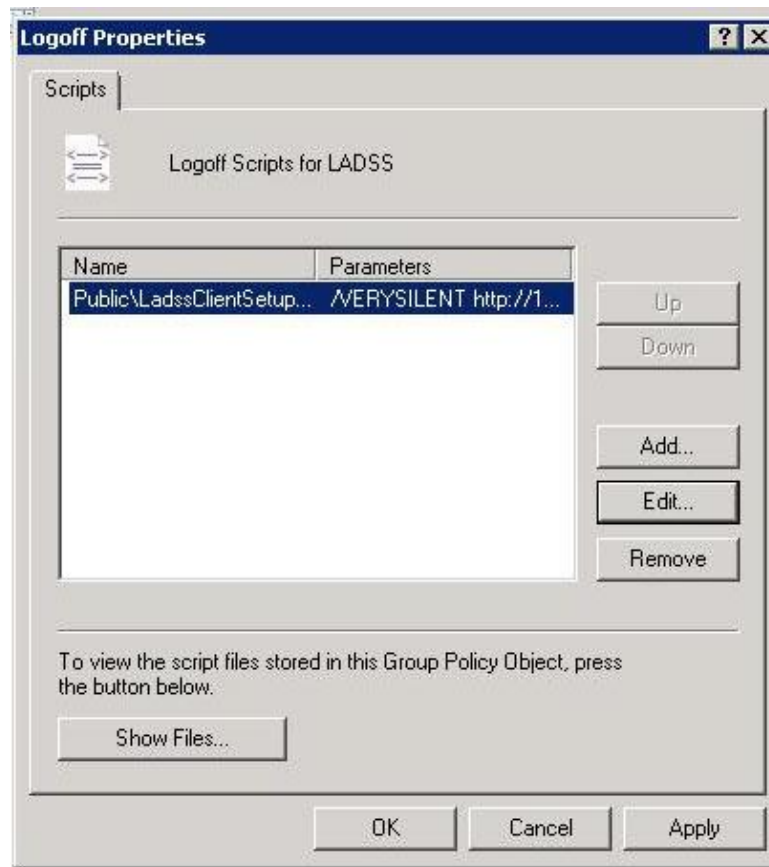 Logoff Properties
Scripts
Logoff Scripts for LADSS
Name Parameters
Public\LadssClientSetup... /VERYSILENT http://1...
Up
Down
Add...
Edit...
Remove
To view the script files stored in this Group Policy Object, press
the button below.
Show Files...
OK Cancel Apply